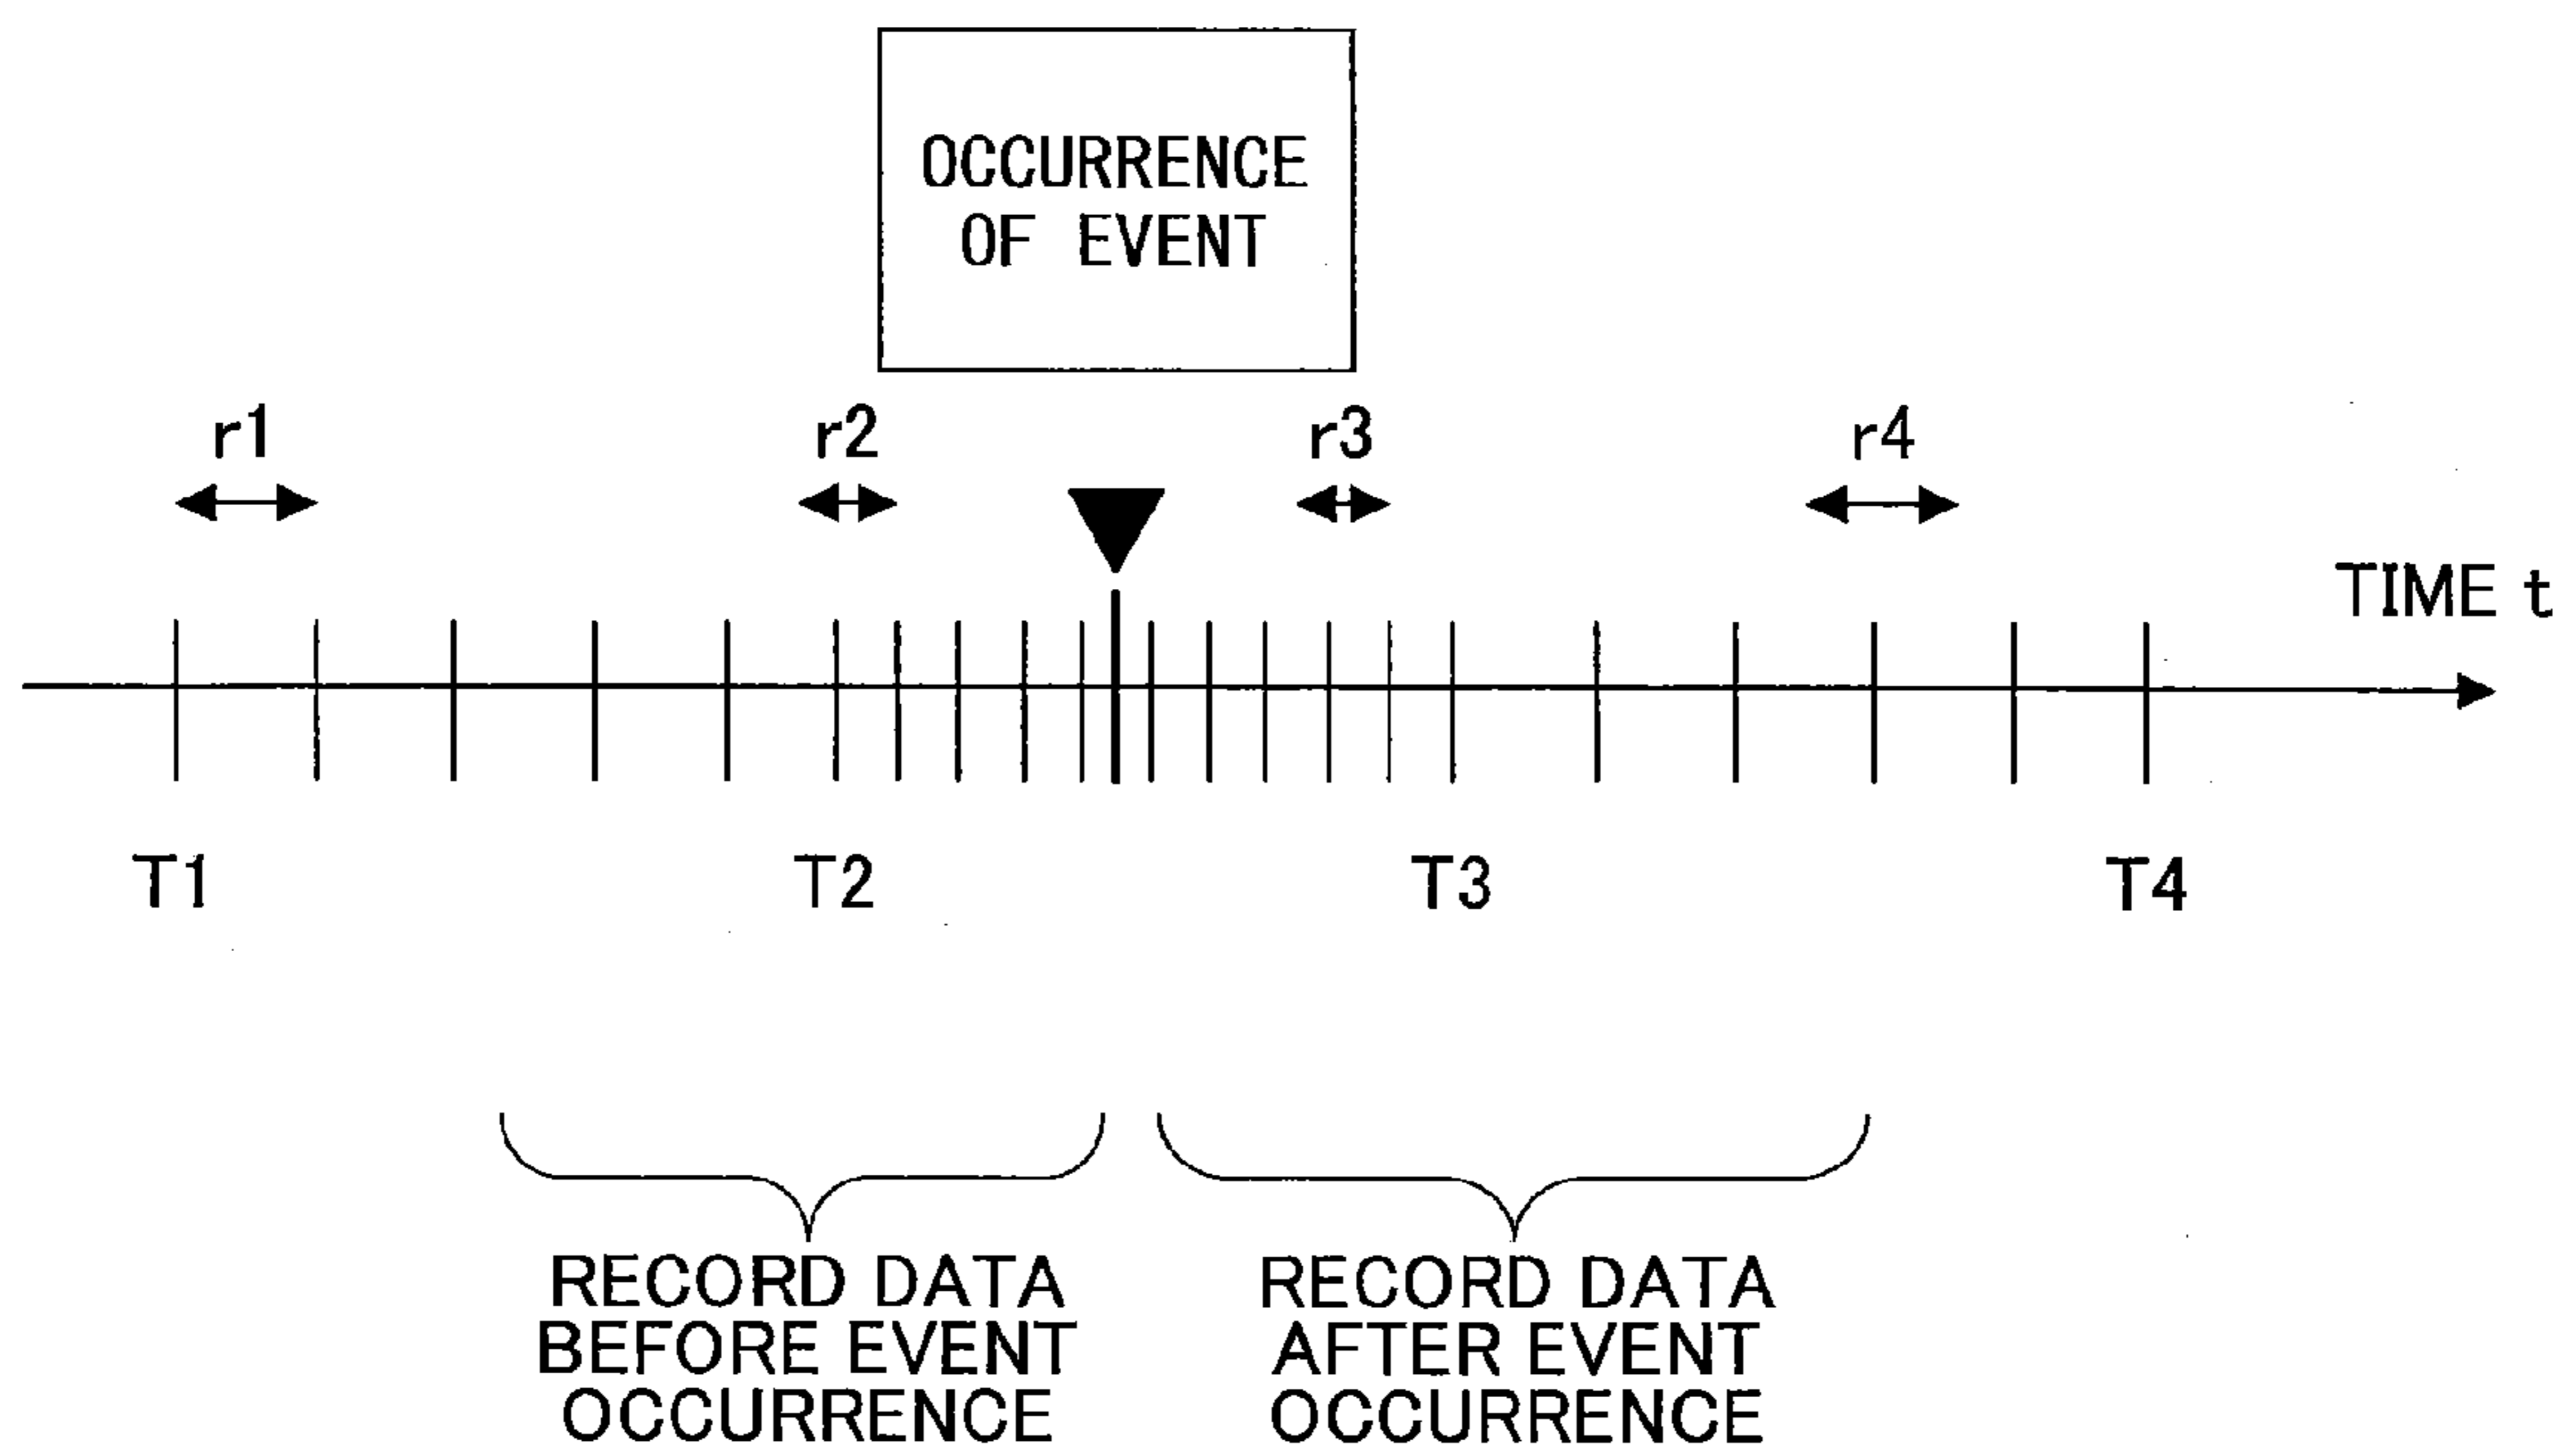 OCCURRENCE
OF EVENT
r1
r2
r3
r4
TIME t
T1
T2
T3
T4
RECORD DATA
BEFORE EVENT
OCCURRENCE
RECORD DATA
AFTER EVENT
OCCURRENCE